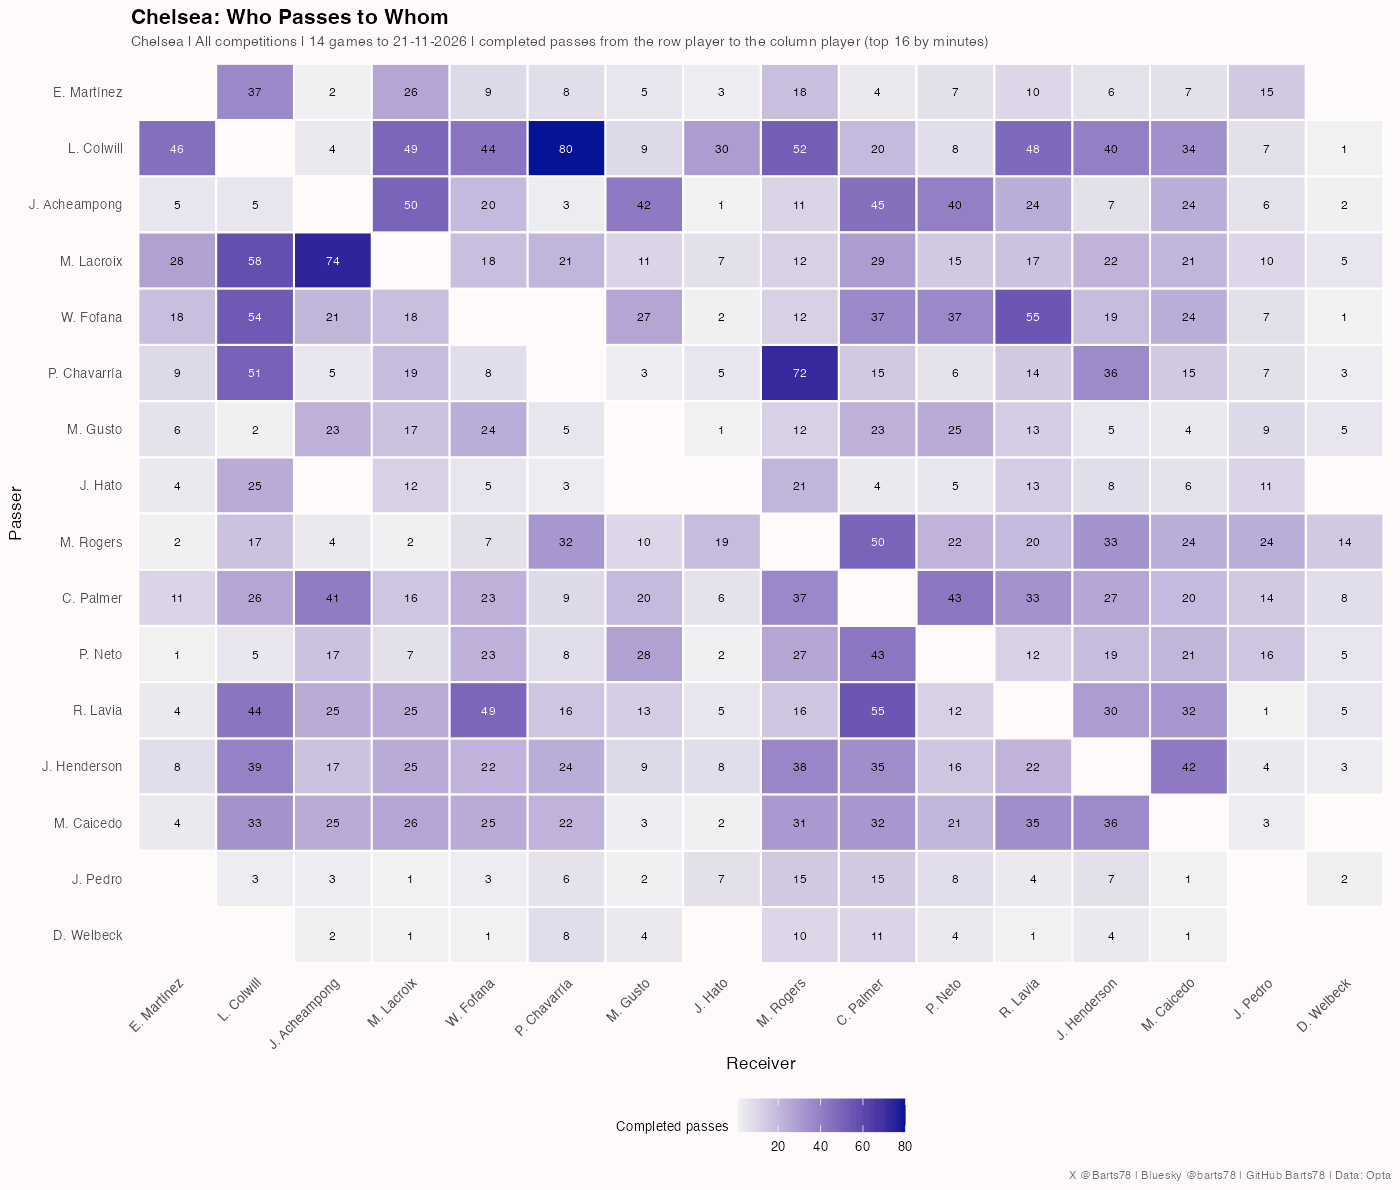 Chelsea: Who Passes to Whom
Chelsea | All competitions | 14 games to 21-11-2026 | completed passes from the row player to the column player (top 16 by minutes)
E. Martínez 37 2 26 9 8 5 3 18 4 7 10 6 7 15
L. Colwill 46 4 49 44 80 9 30 52 20 8 48 40 34 7 1
J. Acheampong 5 5 50 20 3 42 1 11 45 40 24 7 24 6 2
M. Lacroix 28 58 74 18 21 11 7 12 29 15 17 22 21 10 5
W. Fofana 18 54 21 18 27 2 12 37 37 55 19 24 7 1
P. Chavarría 9 51 5 19 8 3 5 72 15 6 14 36 15 7 3
M. Gusto 6 2 23 17 24 5 1 12 23 25 13 5 4 9 5
J. Hato 4 25 12 5 3 21 4 5 13 8 6 11
M. Rogers 2 17 4 2 7 32 10 19 50 22 20 33 24 24 14
C. Palmer 11 26 41 16 23 9 20 6 37 43 33 27 20 14 8
P. Neto 1 5 17 7 23 8 28 2 27 43 12 19 21 16 5
R. Lavia 4 44 25 25 49 16 13 5 16 55 12 30 32 1 5
J. Henderson 8 39 17 25 22 24 9 8 38 35 16 22 42 4 3
M. Caicedo 4 33 25 26 25 22 3 2 31 32 21 35 36 3
J. Pedro 3 3 1 3 6 2 7 15 15 8 4 7 1 2
D. Welbeck 2 1 1 8 4 10 11 4 1 4 1
Passer
E. Martínez L. Colwill J. Acheampong M. Lacroix W. Fofana P. Chavarría M. Gusto J. Hato M. Rogers C. Palmer P. Neto R. Lavia J. Henderson M. Caicedo J. Pedro D. Welbeck
Receiver
Completed passes
20 40 60 80
X @Barts78 | Bluesky @barts78 | GitHub Barts78 | Data: Opta